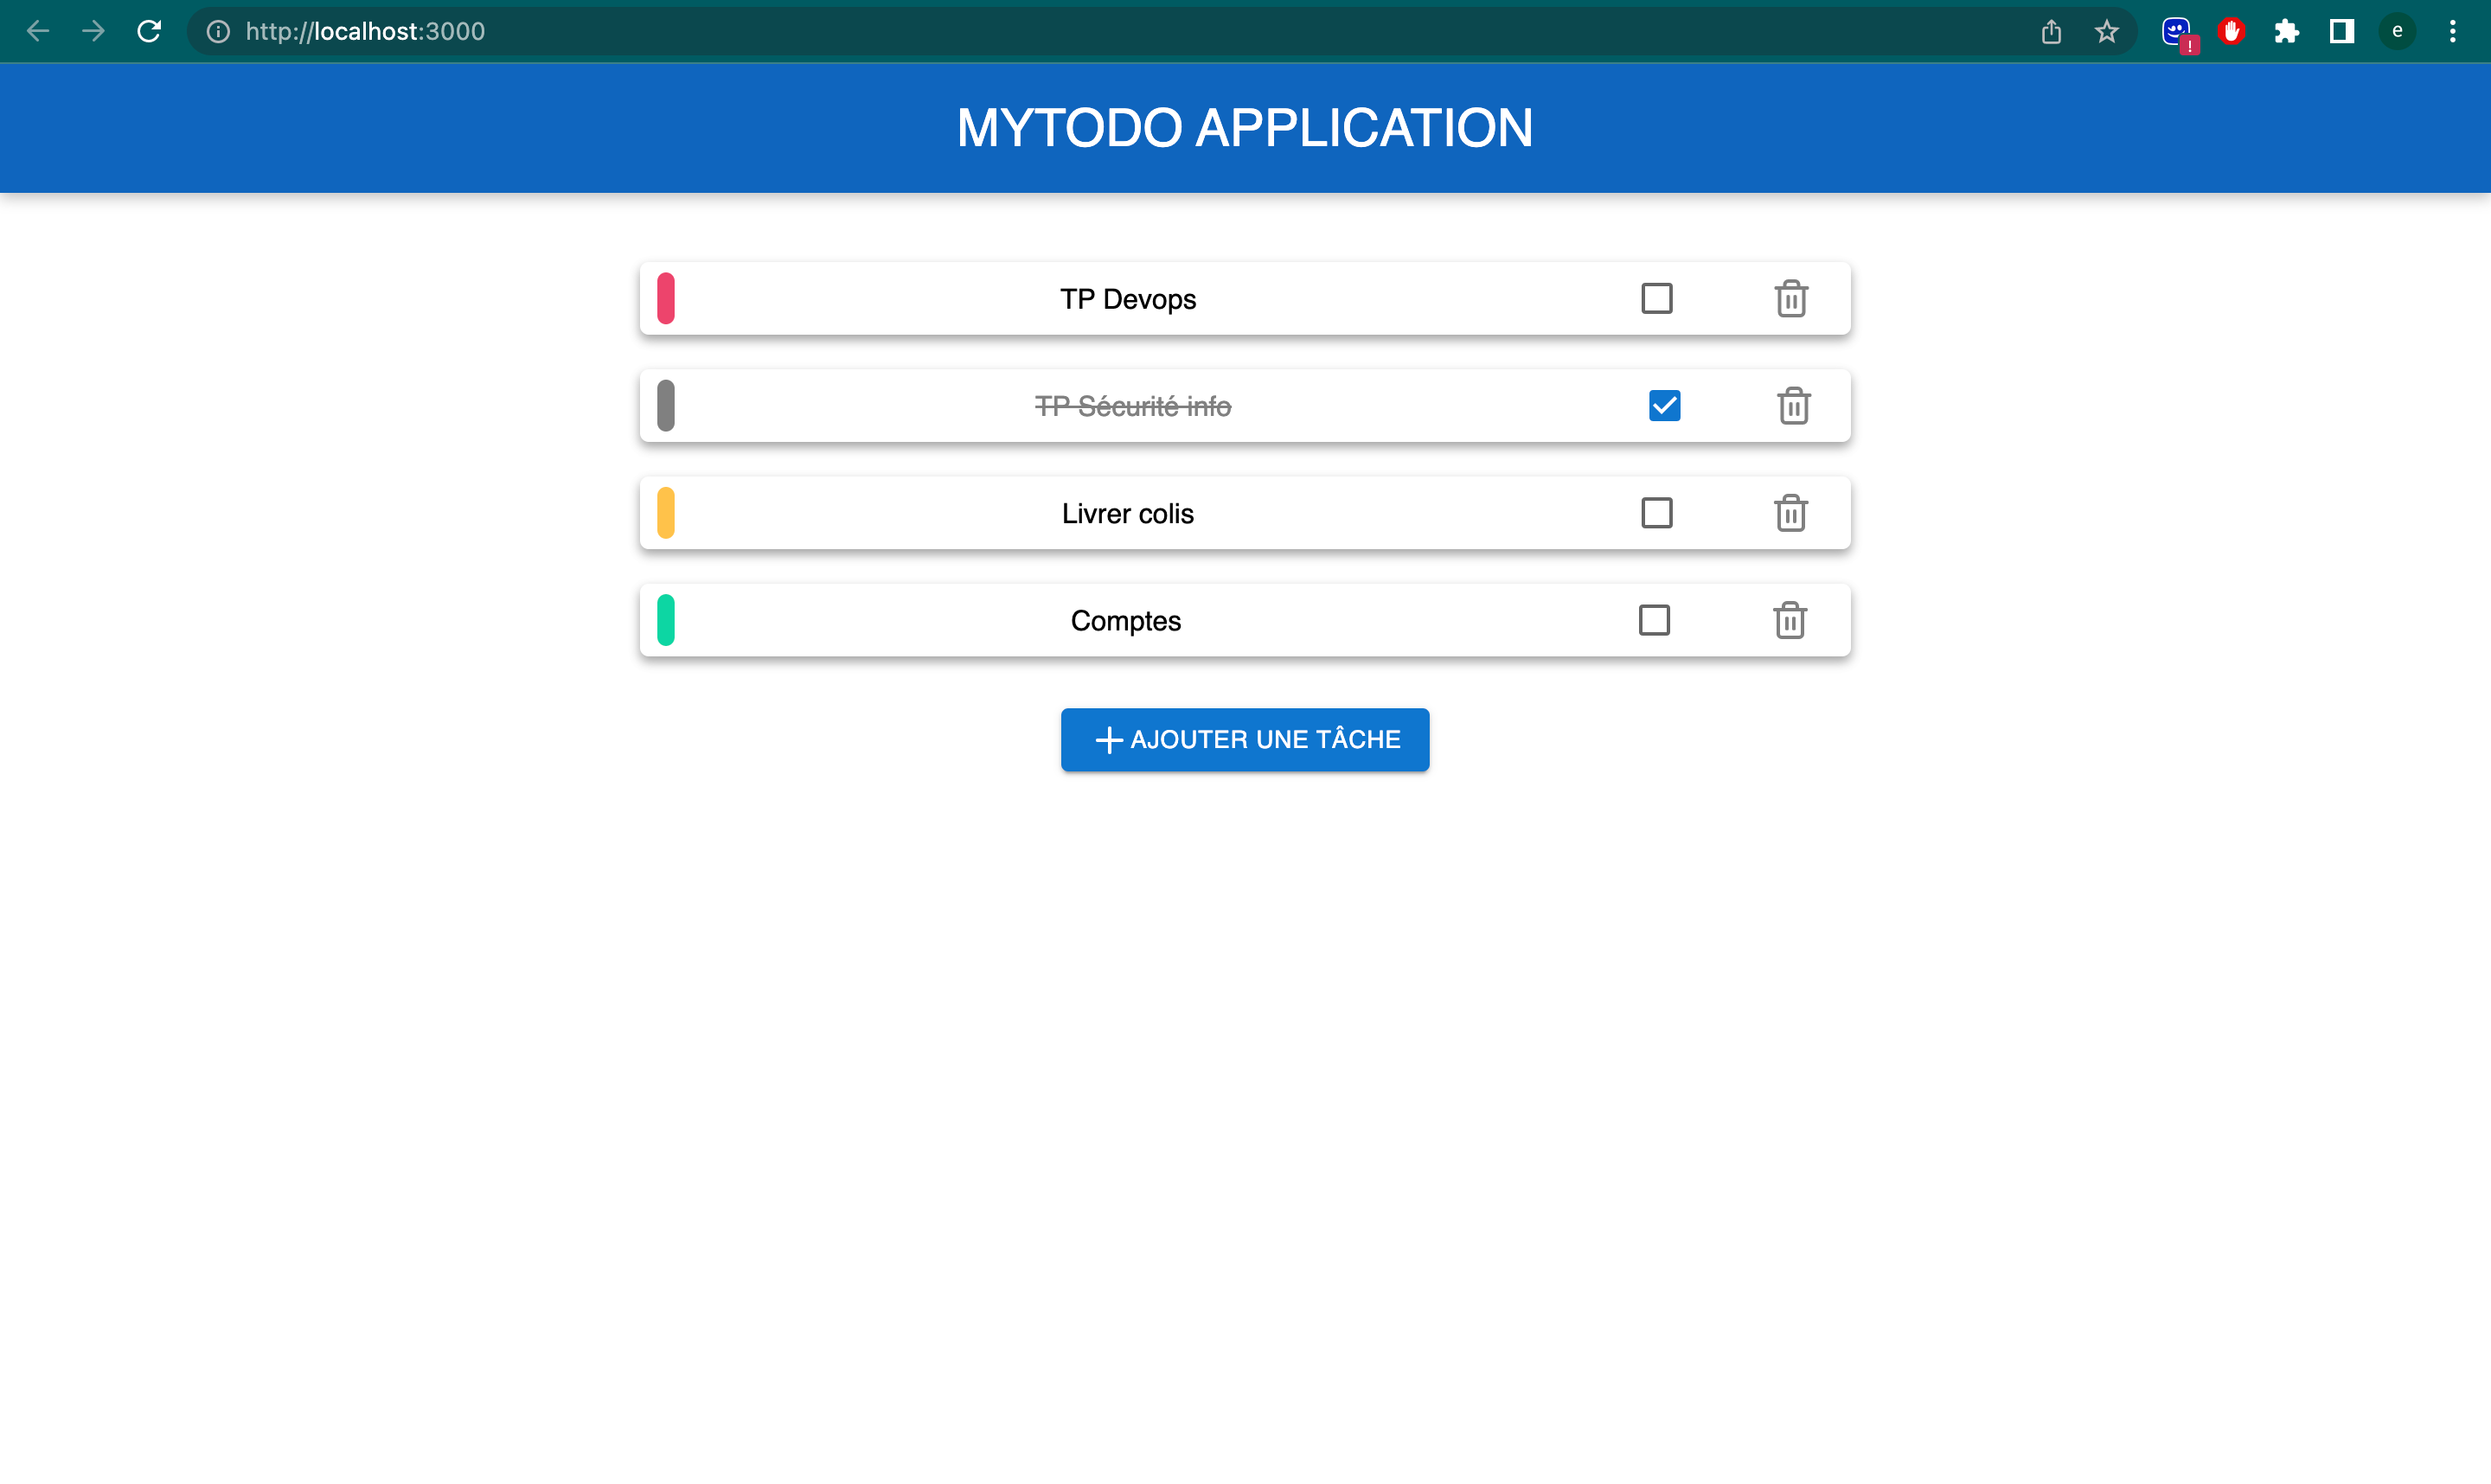 http://localhost:3000
e
!
MYTODO APPLICATION
TP Devops
TP Sécurité info
Livrer colis
Comptes
AJOUTER UNE TÂCHE